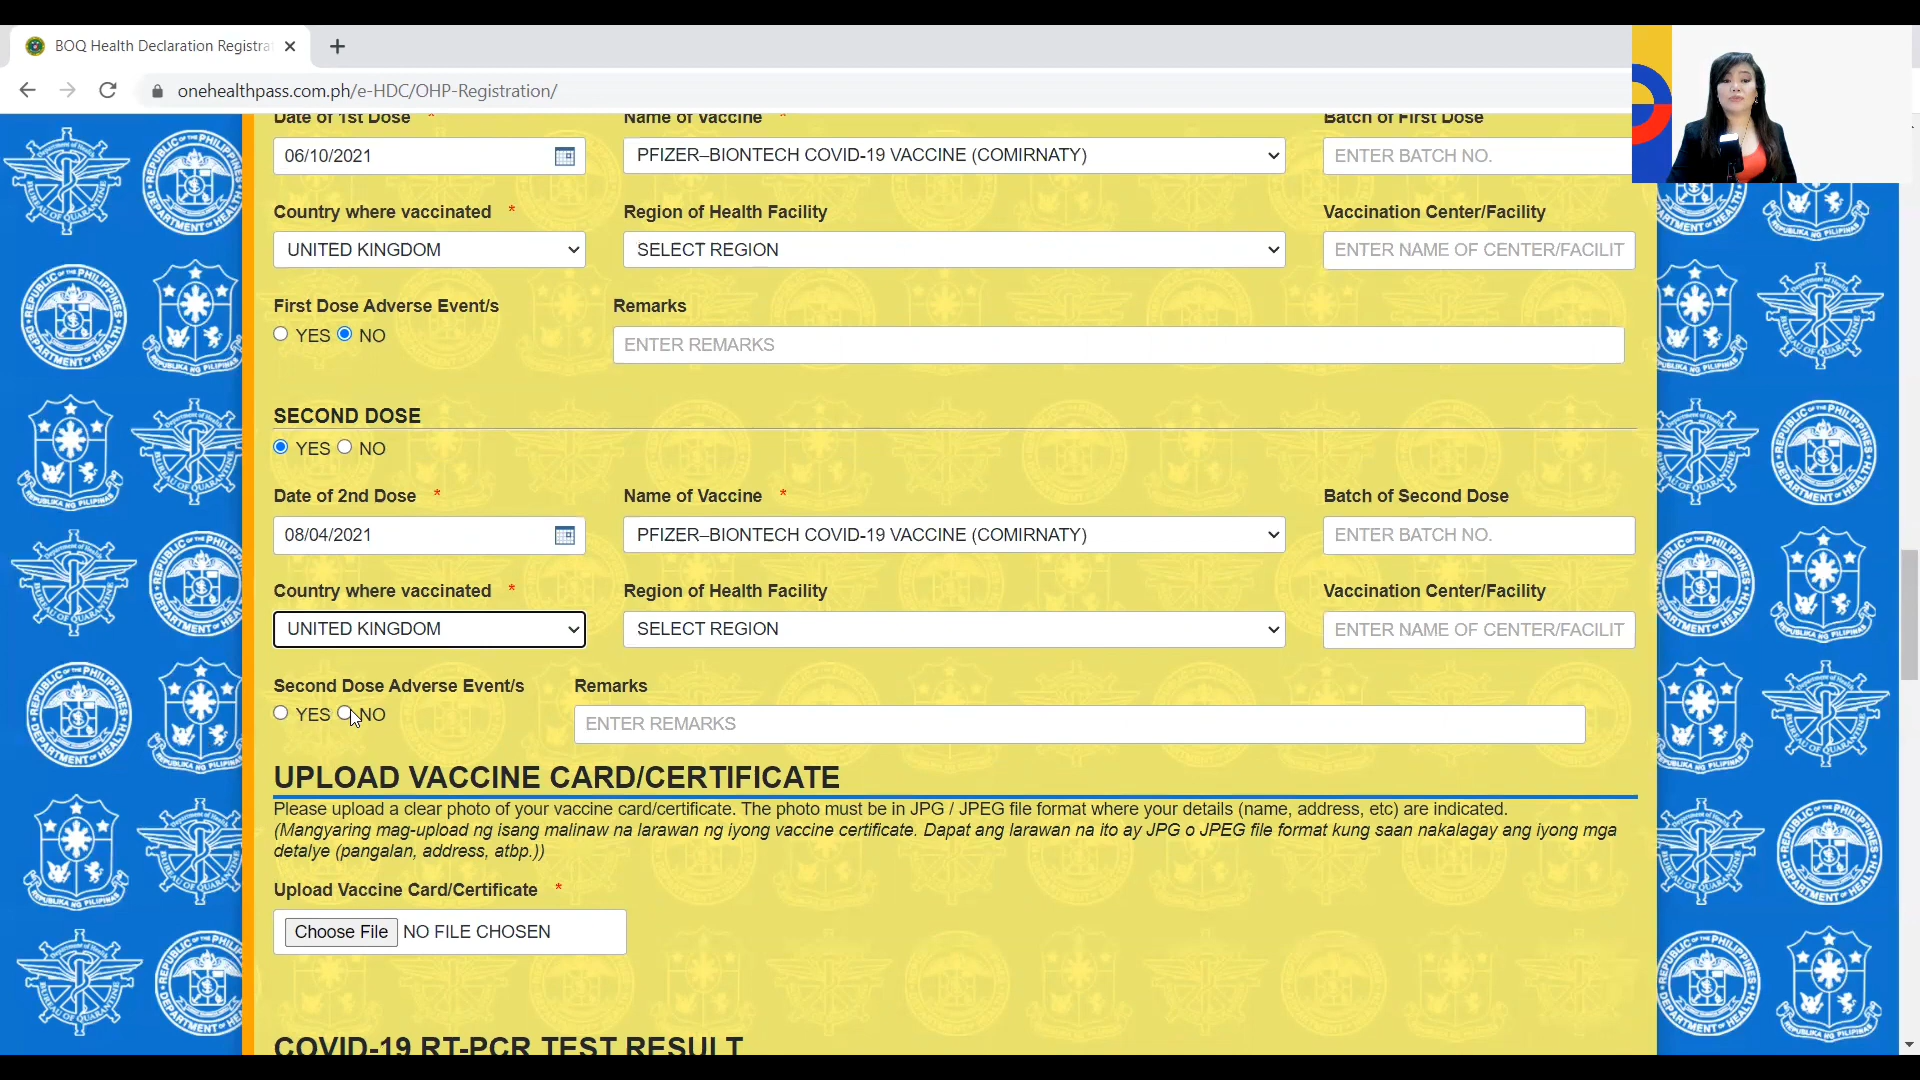 BOQ Health Declaration Registra
onehealthpass.com.ph/e-HDC/OHP-Registration/
Date of 1st Dose * Name of Vaccine * Batch of First Dose
06/10/2021 PFIZER–BIONTECH COVID-19 VACCINE (COMIRNATY) ENTER BATCH NO.
Country where vaccinated * Region of Health Facility Vaccination Center/Facility
UNITED KINGDOM SELECT REGION ENTER NAME OF CENTER/FACILIT
First Dose Adverse Event/s Remarks
YES NO ENTER REMARKS
SECOND DOSE
YES NO
Date of 2nd Dose * Name of Vaccine * Batch of Second Dose
08/04/2021 PFIZER–BIONTECH COVID-19 VACCINE (COMIRNATY) ENTER BATCH NO.
Country where vaccinated * Region of Health Facility Vaccination Center/Facility
UNITED KINGDOM SELECT REGION ENTER NAME OF CENTER/FACILIT
Second Dose Adverse Event/s Remarks
YES NO ENTER REMARKS
UPLOAD VACCINE CARD/CERTIFICATE
Please upload a clear photo of your vaccine card/certificate. The photo must be in JPG / JPEG file format where your details (name, address, etc) are indicated.
(Mangyaring mag-upload ng isang malinaw na larawan ng iyong vaccine certificate. Dapat ang larawan na ito ay JPG o JPEG file format kung saan nakalagay ang iyong mga
detalye (pangalan, address, atbp.))
Upload Vaccine Card/Certificate *
Choose File NO FILE CHOSEN
COVID-19 RT-PCR TEST RESULT